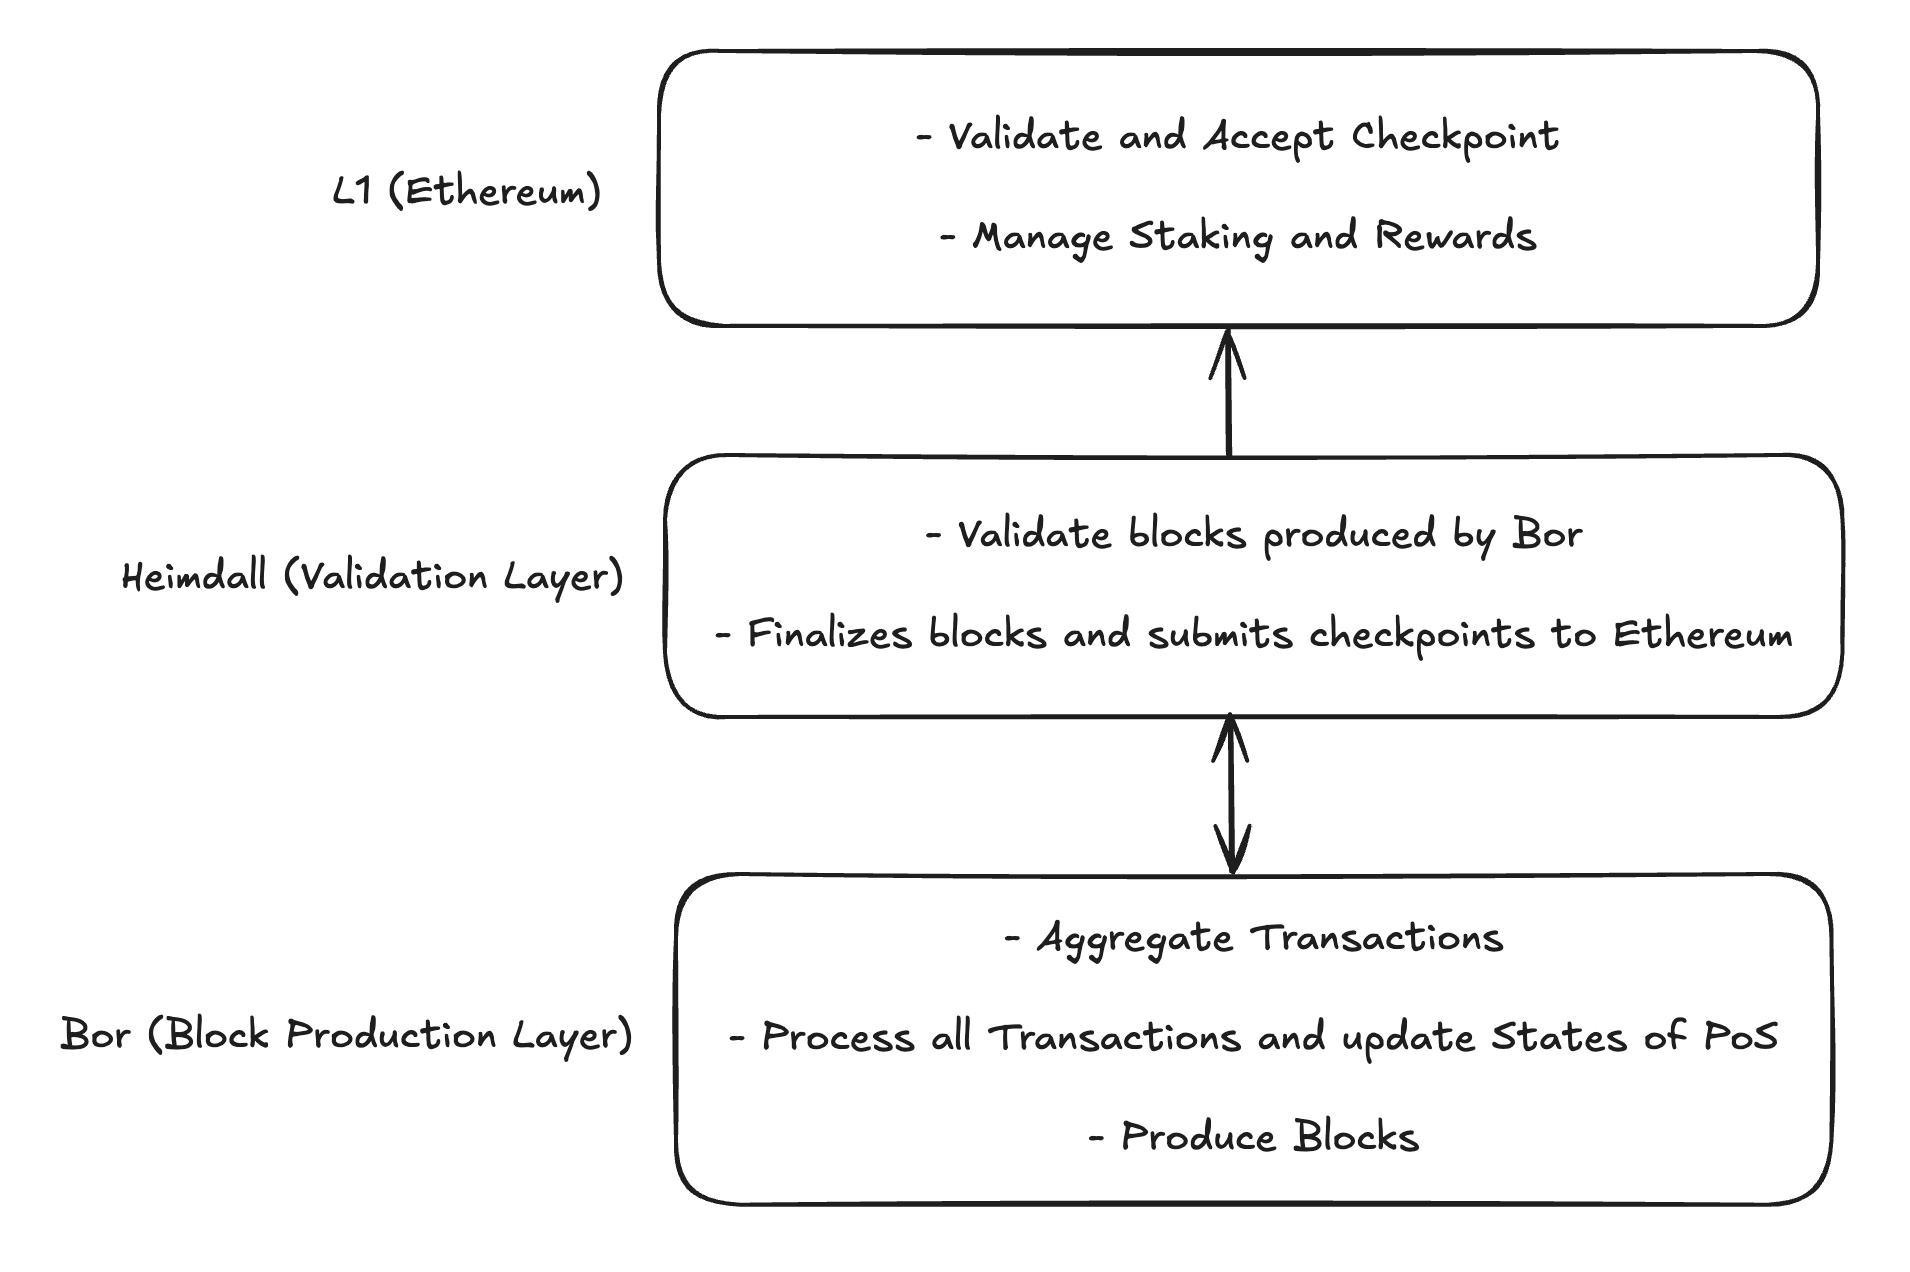 L1 (Ethereum)
- Validate and Accept Checkpoint
- Manage Staking and Rewards
Heimdall (Validation Layer)
- Validate blocks produced by Bor
- Finalizes blocks and submits checkpoints to Ethereum
Bor (Block Production Layer)
- Aggregate Transactions
- Process all Transactions and update States of PoS
- Produce Blocks